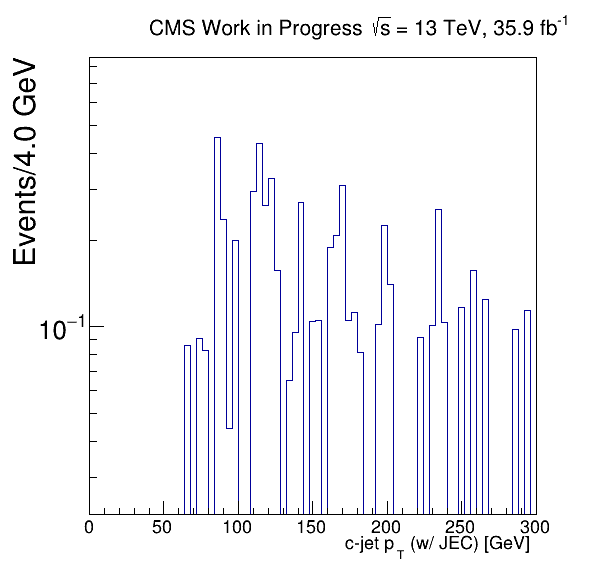 CMS Work in Progress √s = 13 TeV, 35.9 fb⁻¹
Events/4.0 GeV
10⁻¹
0 50 100 150 200 250 300
c-jet p_T (w/ JEC) [GeV]